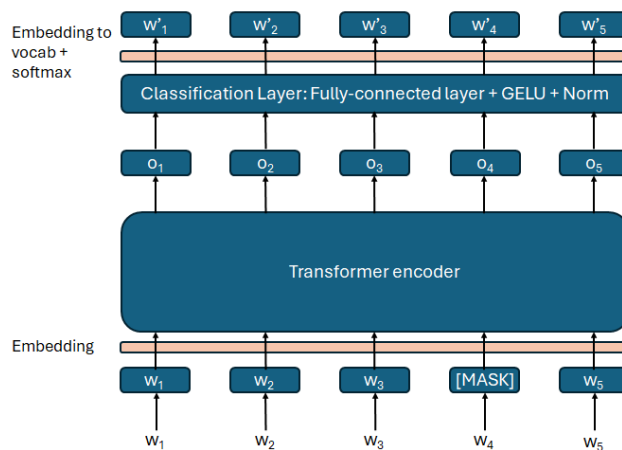 Embedding to
vocab +
softmax
w'₁ w'₂ w'₃ w'₄ w'₅
Classification Layer: Fully-connected layer + GELU + Norm
o₁ o₂ o₃ o₄ o₅
Transformer encoder
Embedding
w₁ w₂ w₃ [MASK] w₅
w₁ w₂ w₃ w₄ w₅